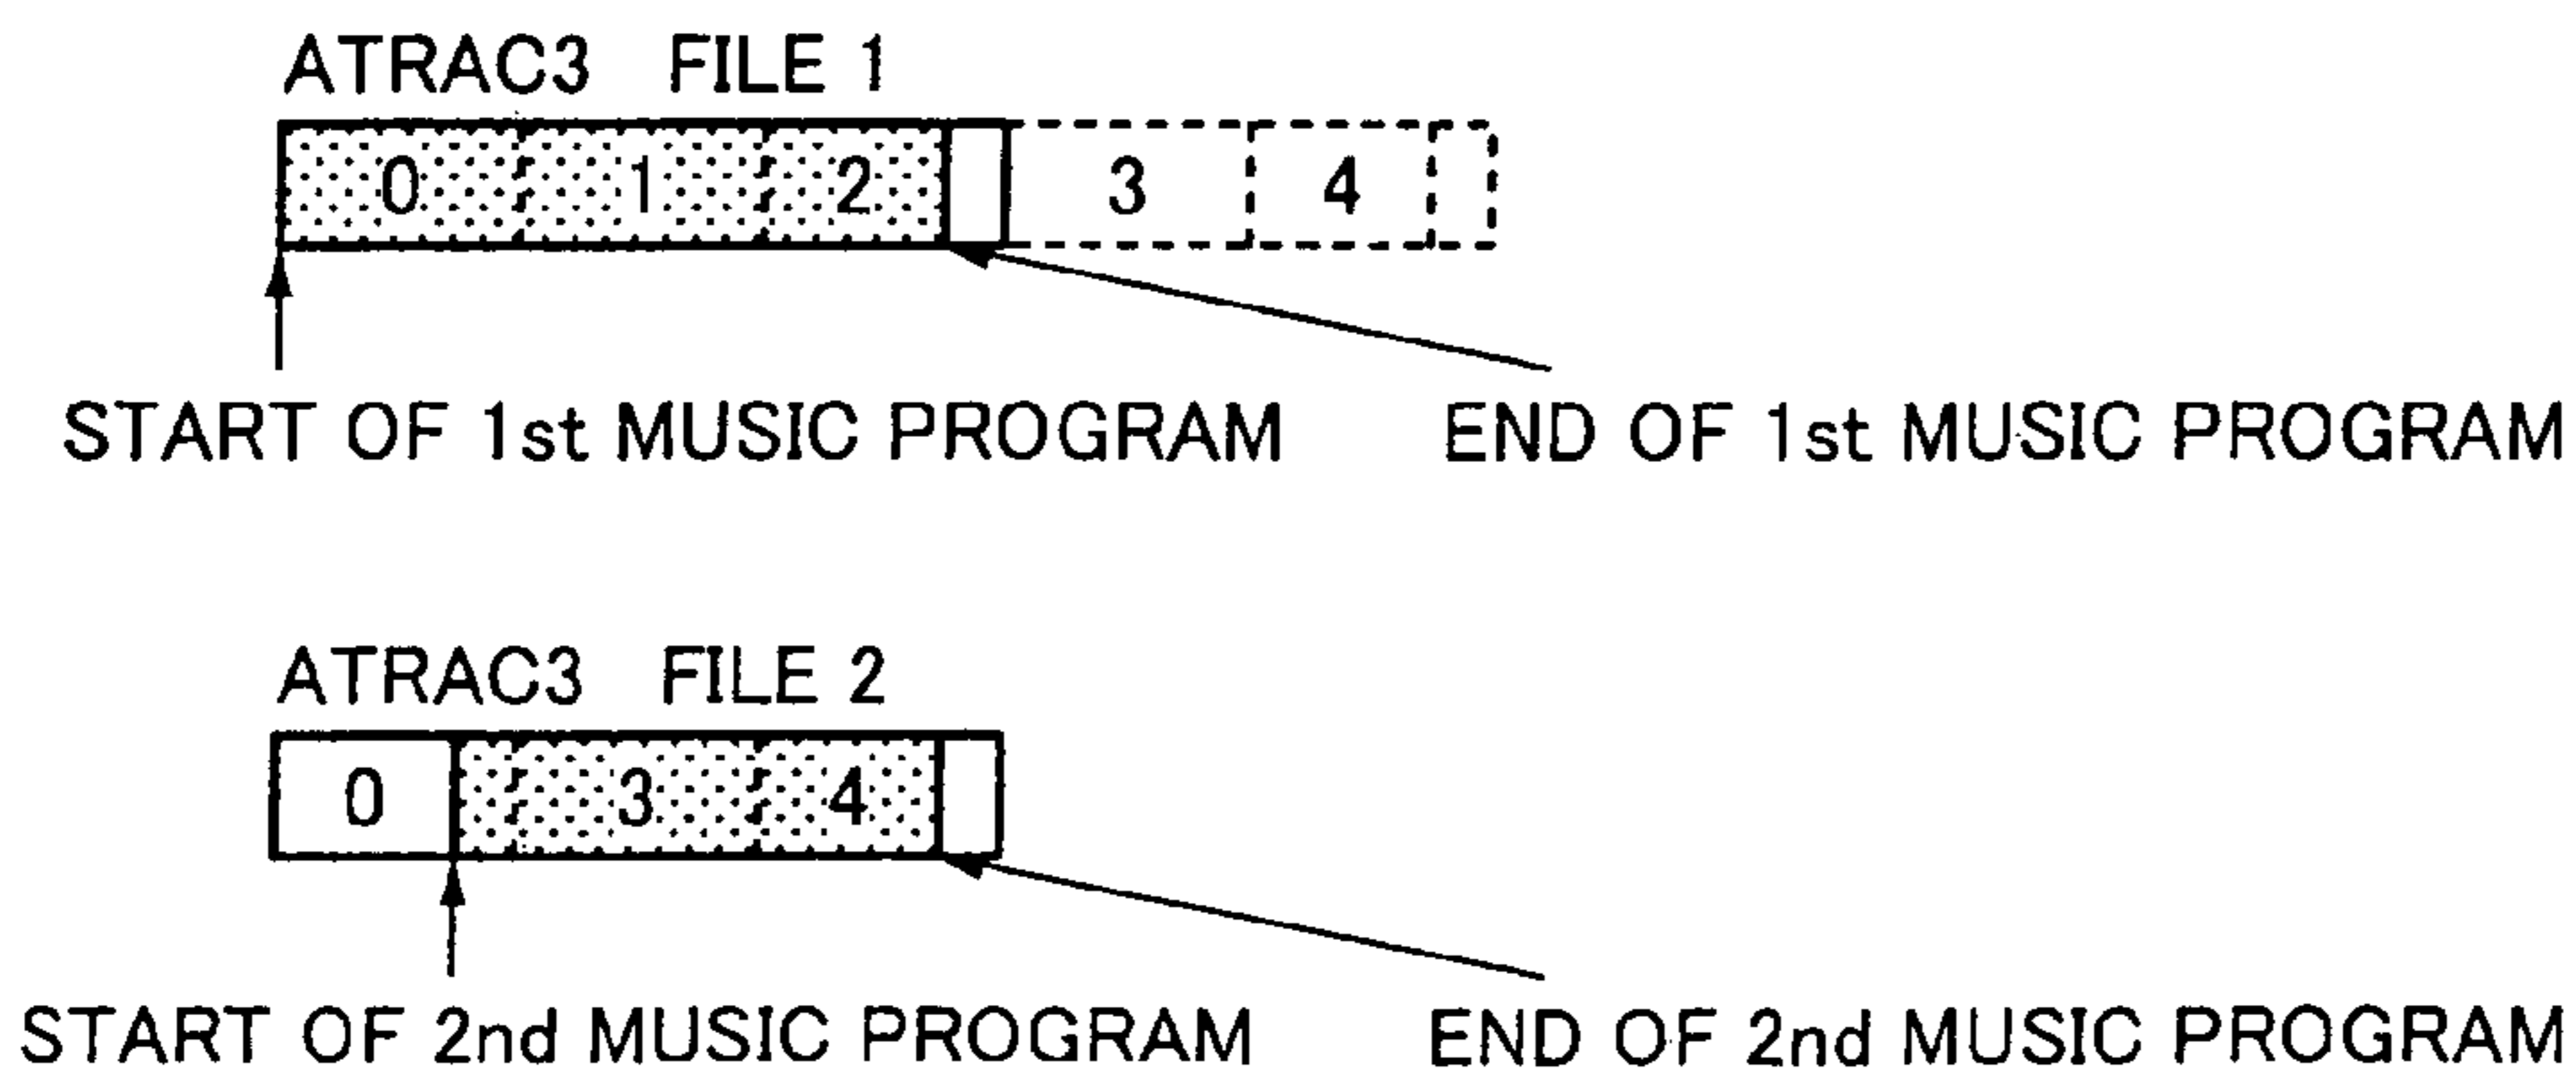 ATRAC3 FILE 1
0 1 2 3 4
START OF 1st MUSIC PROGRAM END OF 1st MUSIC PROGRAM
ATRAC3 FILE 2
0 3 4
START OF 2nd MUSIC PROGRAM END OF 2nd MUSIC PROGRAM